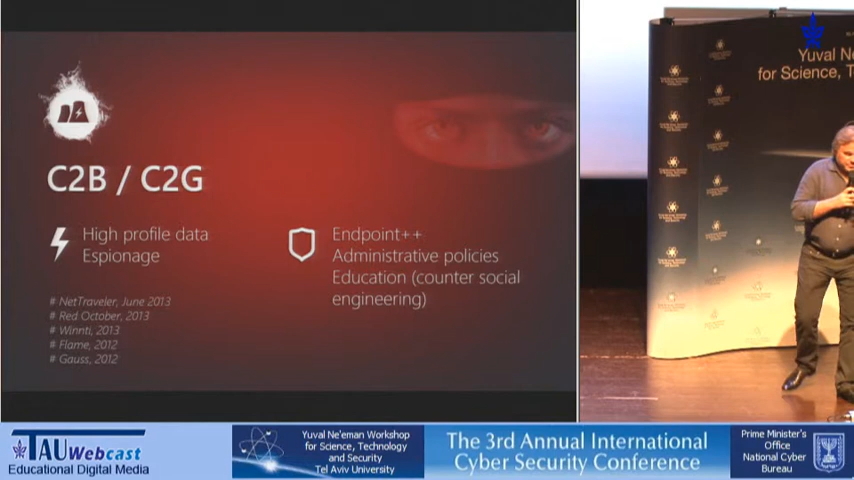 C2B / C2G
High profile data
Espionage
Endpoint++
Administrative policies
Education (counter social
engineering)
# NetTraveler, June 2013
# Red October, 2013
# Winnti, 2013
# Flame, 2012
# Gauss, 2012
Yuval Ne
for Science, T
TAU Webcast
Educational Digital Media
Yuval Ne'eman Workshop
for Science, Technology
and Security
Tel Aviv University
The 3rd Annual International
Cyber Security Conference
Prime Minister's
Office
National Cyber
Bureau